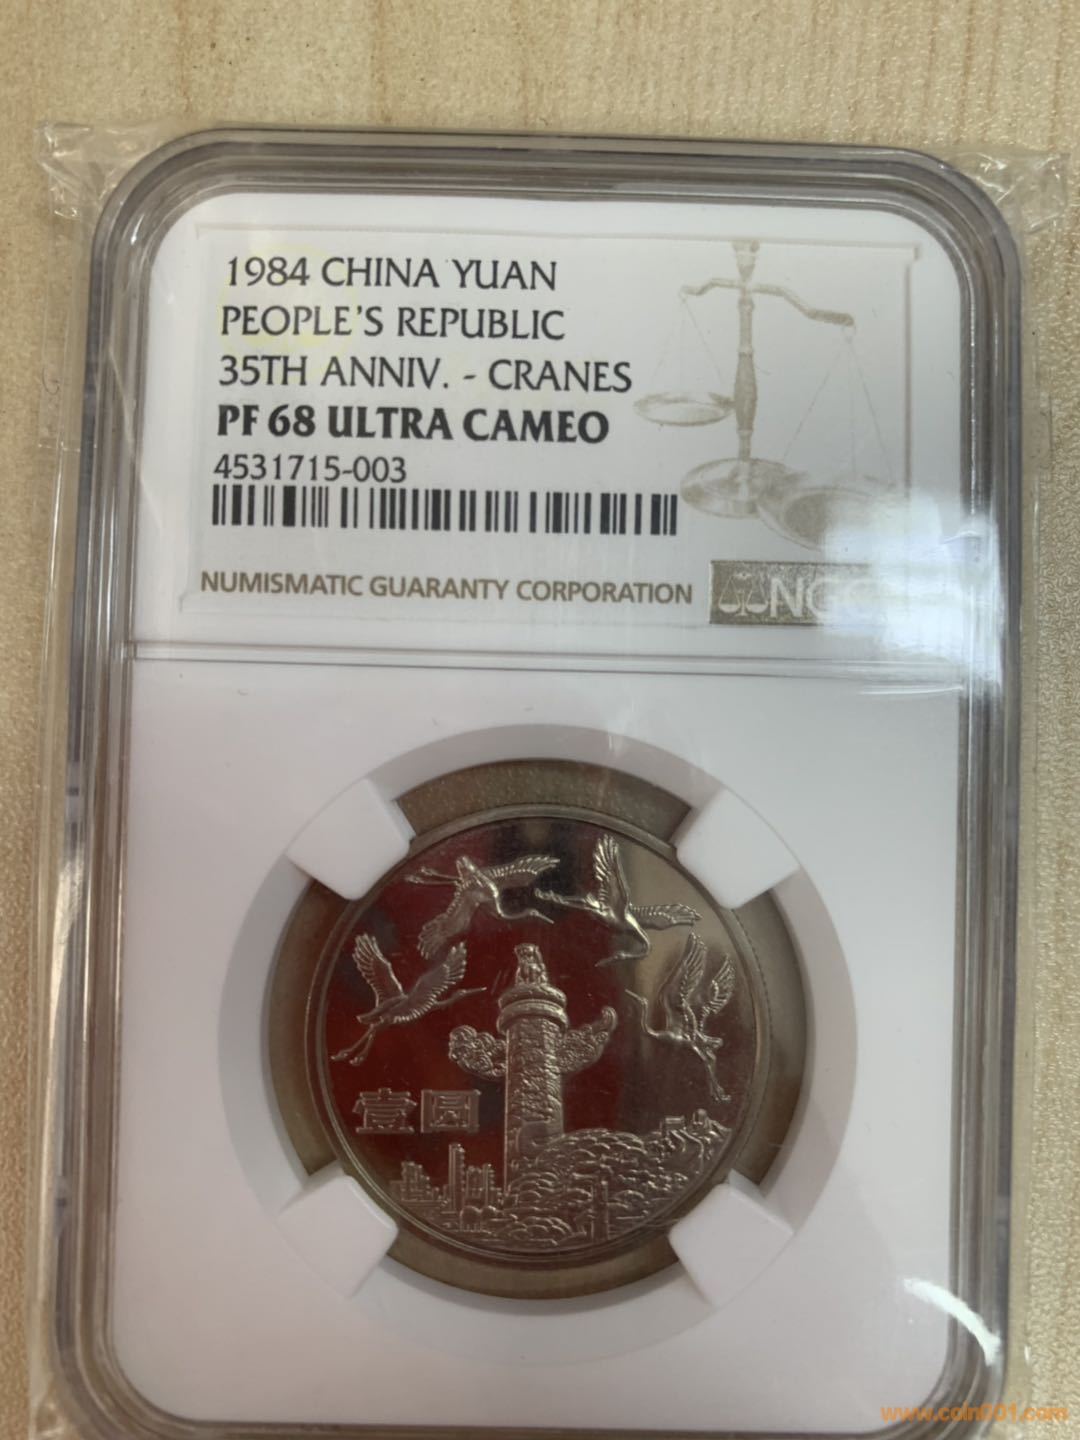 1984 CHINA YUAN
PEOPLE'S REPUBLIC
35TH ANNIV. - CRANES
PF 68 ULTRA CAMEO
4531715-003
NUMISMATIC GUARANTY CORPORATION
NGC
壹圆
www.coin001.com